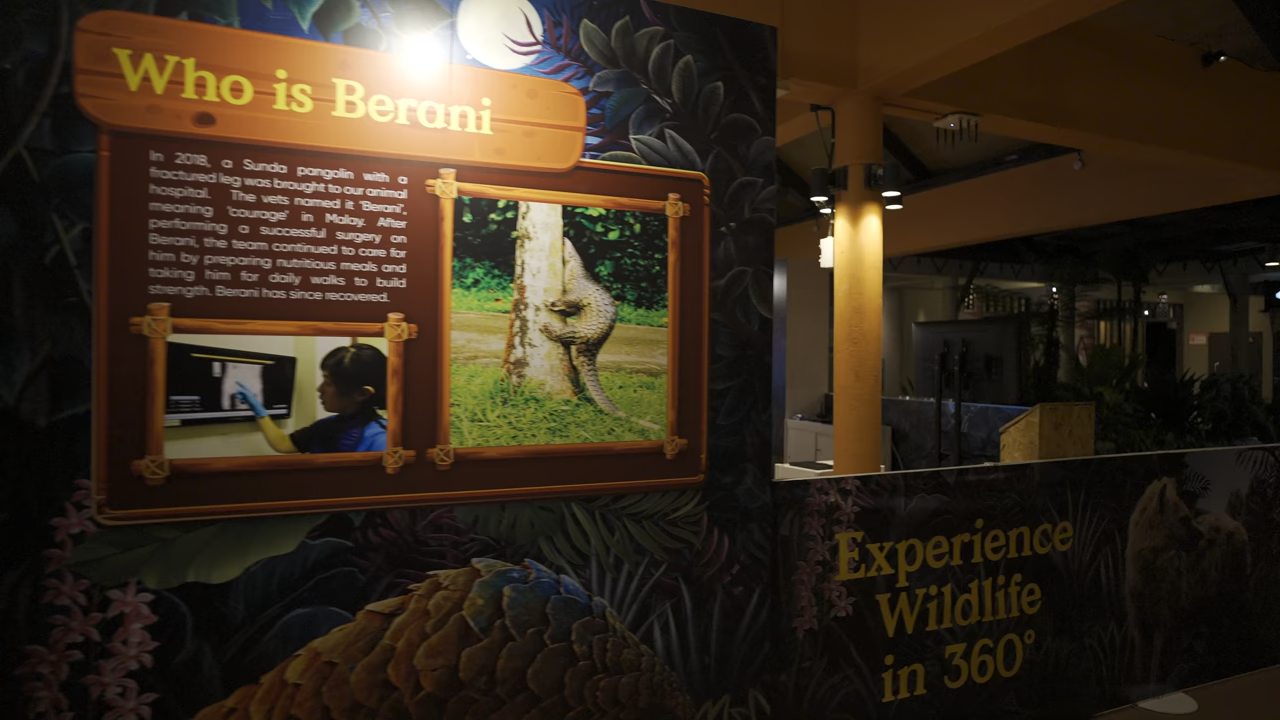 Who is Berani
In 2018, a Sunda pangolin with a
fractured leg was brought to our animal
hospital. The vets named it 'Berani',
meaning 'courage' in Malay. After
performing a successful surgery on
Berani, the team continued to care for
him by preparing nutritious meals and
taking him for daily walks to build
strength. Berani has since recovered.
Experience
Wildlife
in 360°